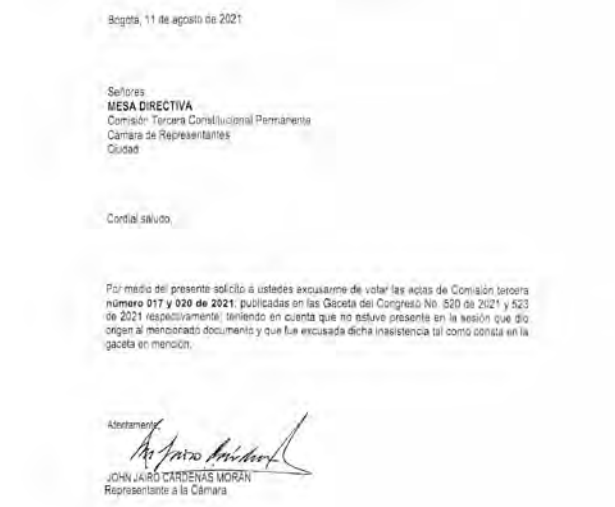 Bogotá, 11 de agosto de 2021
Señores
MESA DIRECTIVA
Comisión Tercera Constitucional Permanente
Cámara de Representantes
Ciudad
Cordial saludo,
Por medio del presente solicito a ustedes excusarme de votar las actas de Comisión tercera
número 017 y 020 de 2021; publicadas en las Gaceta del Congreso No. 520 de 2021 y 523
de 2021 respectivamente; teniendo en cuenta que no estuve presente en la sesión que dio
origen al mencionado documento y que fue excusada dicha inasistencia tal como consta en la
gaceta en mención.
Atentamente,
JOHN JAIRO CÁRDENAS MORÁN
Representante a la Cámara